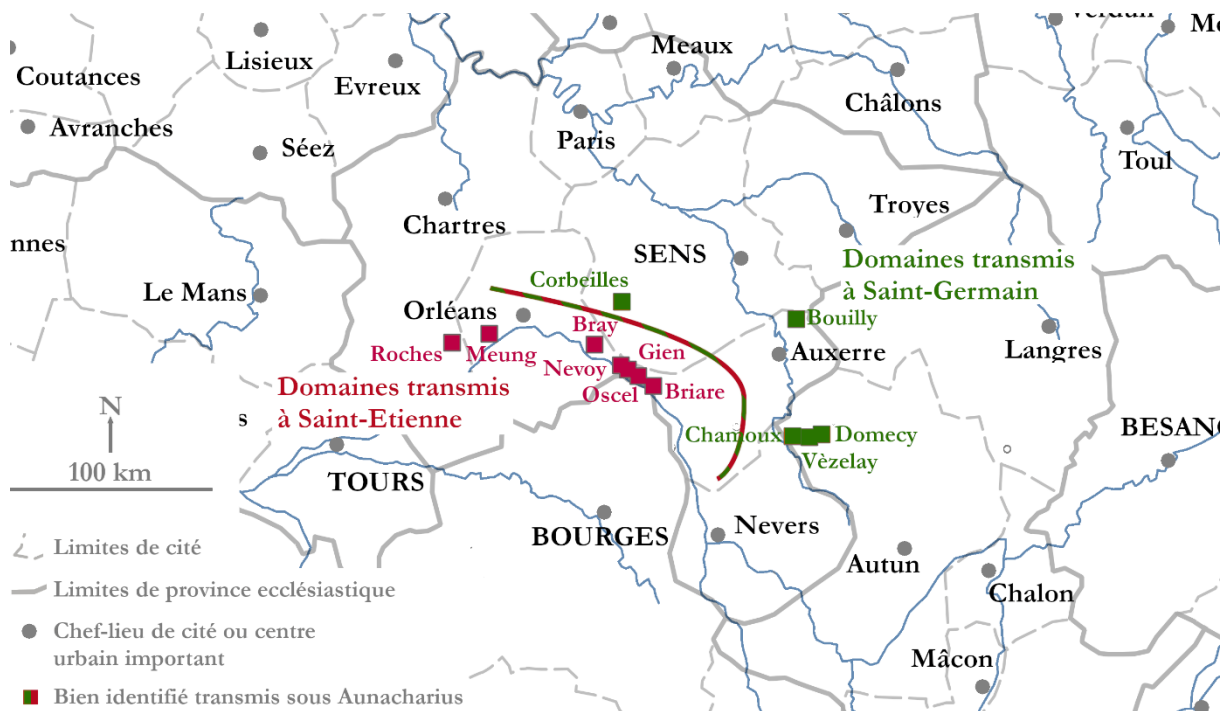 Verdun
Meaux
Coutances
Lisieux
Evreux
Châlons
Avranches
Séez
Paris
Toul
Chartres
Troyes
nnes
SENS
Domaines transmis
à Saint-Germain
Corbeilles
Le Mans
Orléans
Bouilly
Bray
Roches
Meung
Gien
Auxerre
Langres
Nevoy
Oscel
Briare
Domaines transmis
à Saint-Etienne
N
s
Chamoux
Domecy
Vèzelay
BESANÇ
100 km
TOURS
BOURGES
Nevers
Autun
Limites de cité
Chalon
Limites de province ecclésiastique
Chef-lieu de cité ou centre
urbain important
Mâcon
Bien identifié transmis sous Aunacharius